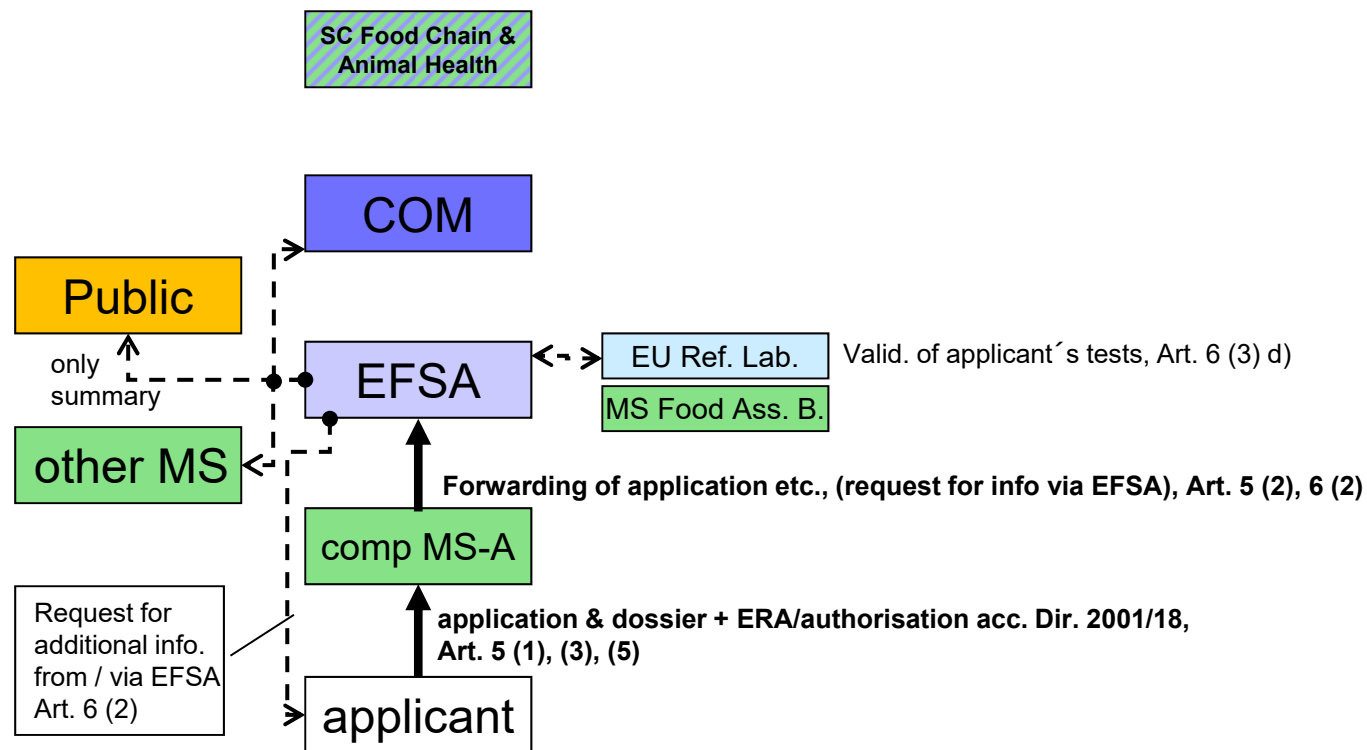 SC Food Chain &
Animal Health
COM
Public
only
summary
EFSA
EU Ref. Lab.
Valid. of applicant´s tests, Art. 6 (3) d)
MS Food Ass. B.
other MS
Forwarding of application etc., (request for info via EFSA), Art. 5 (2), 6 (2)
comp MS-A
Request for
additional info.
from / via EFSA
Art. 6 (2)
application & dossier + ERA/authorisation acc. Dir. 2001/18,
Art. 5 (1), (3), (5)
applicant